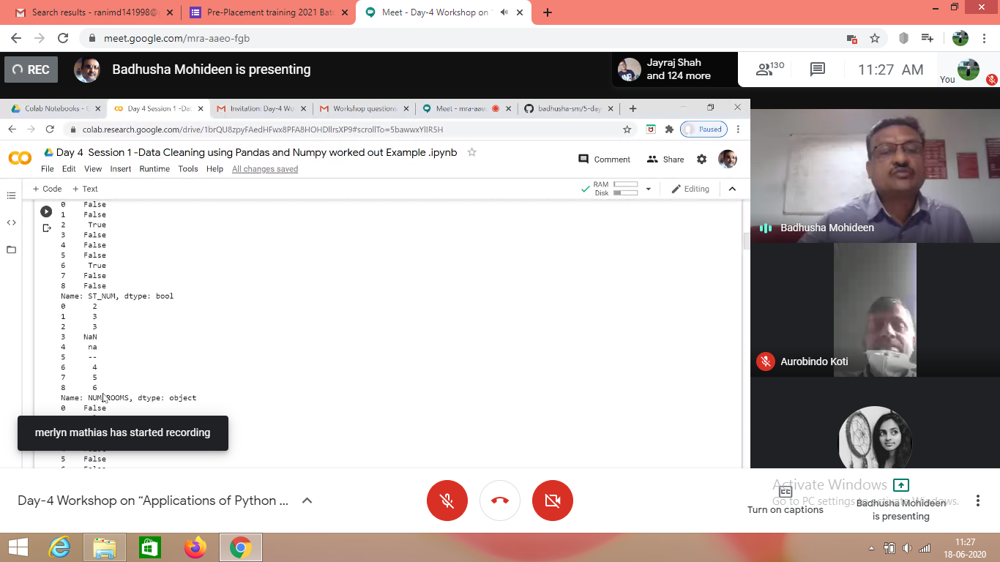 Search results - ranimd141998@
Pre-Placement training 2021 Bat
Meet - Day-4 Workshop on "
meet.google.com/mra-aaeo-fgb
REC
Badhusha Mohideen is presenting
Jayraj Shah
and 124 more
130
11:27 AM
You
Colab Notebooks - G
Day 4 Session 1 -Dat
Invitation: Day-4 Wo
Workshop questions
Meet - mra-aaeo
badhusha-sm/5-day
colab.research.google.com/drive/1brQU8zpyFAedHFwx8PFA8HOHDlIrsXP9#scrollTo=5bawwxYlIR5H
Paused
Day 4 Session 1 -Data Cleaning using Pandas and Numpy worked out Example .ipynb
File Edit View Insert Runtime Tools Help All changes saved
Comment
Share
+ Code + Text
RAM
Disk
Editing
0 False
1 False
2 True
3 False
4 False
5 False
6 True
7 False
8 False
Name: ST_NUM, dtype: bool
0 2
1 3
2 3
3 NaN
4 na
5 --
6 4
7 5
8 6
Name: NUM_ROOMS, dtype: object
0 False
merlyn mathias has started recording
5 False
Badhusha Mohideen
Aurobindo Koti
Day-4 Workshop on “Applications of Python ...
CC
Turn on captions
Activate Windows
Go to PC settings to activate Windows.
Badhusha Mohideen
is presenting
11:27
18-06-2020